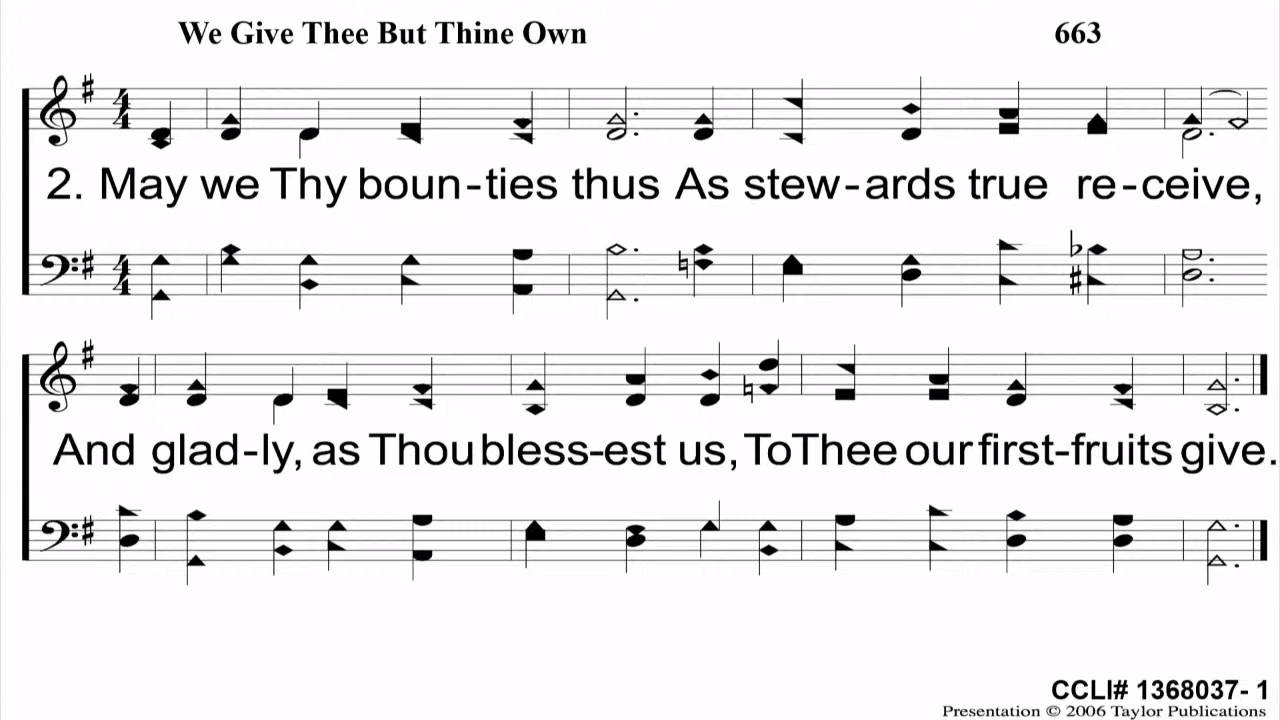 We Give Thee But Thine Own 663
2. May we Thy boun-ties thus As stew-ards true re-ceive,
And glad-ly, as Thou bless-est us, To Thee our first-fruits give.
CCLI# 1368037- 1
Presentation © 2006 Taylor Publications